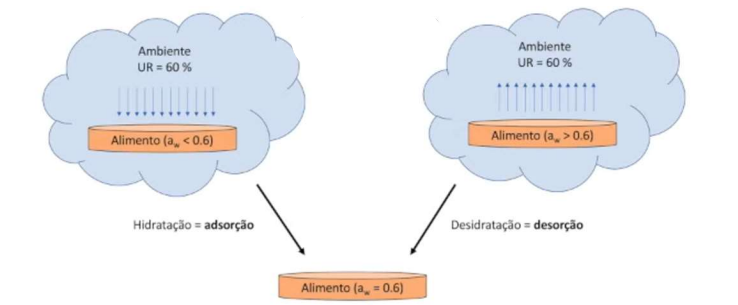 Ambiente
UR = 60 %
Alimento (aw < 0.6)
Ambiente
UR = 60 %
Alimento (aw > 0.6)
Hidratação = adsorção
Desidratação = desorção
Alimento (aw = 0.6)